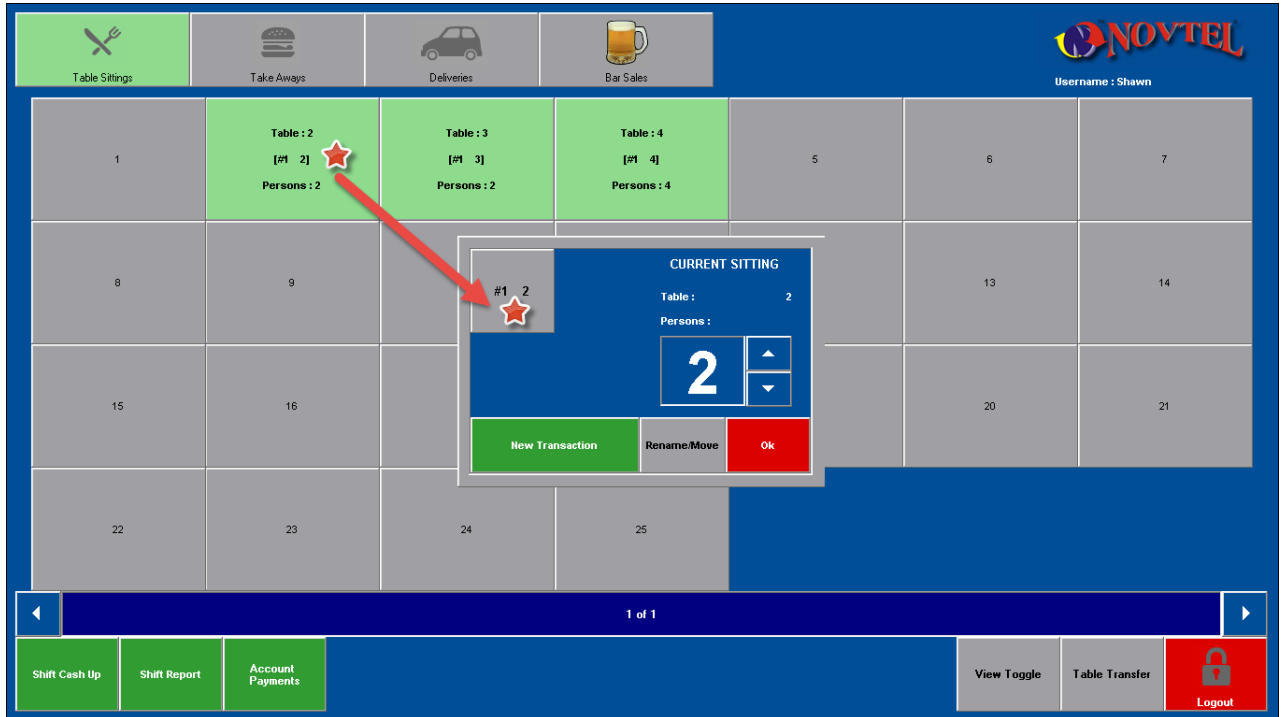 Table Sittings
Take Aways
Deliveries
Bar Sales
NOVTEL
Username : Shawn
1
Table : 2
[#1 2]
Persons : 2
Table : 3
[#1 3]
Persons : 2
Table : 4
[#1 4]
Persons : 4
5
6
7
8
9
13
14
#1 2
CURRENT SITTING
Table : 2
Persons :
2
New Transaction
Rename/Move
Ok
15
16
20
21
22
23
24
25
1 of 1
Shift Cash Up
Shift Report
Account
Payments
View Toggle
Table Transfer
Logout